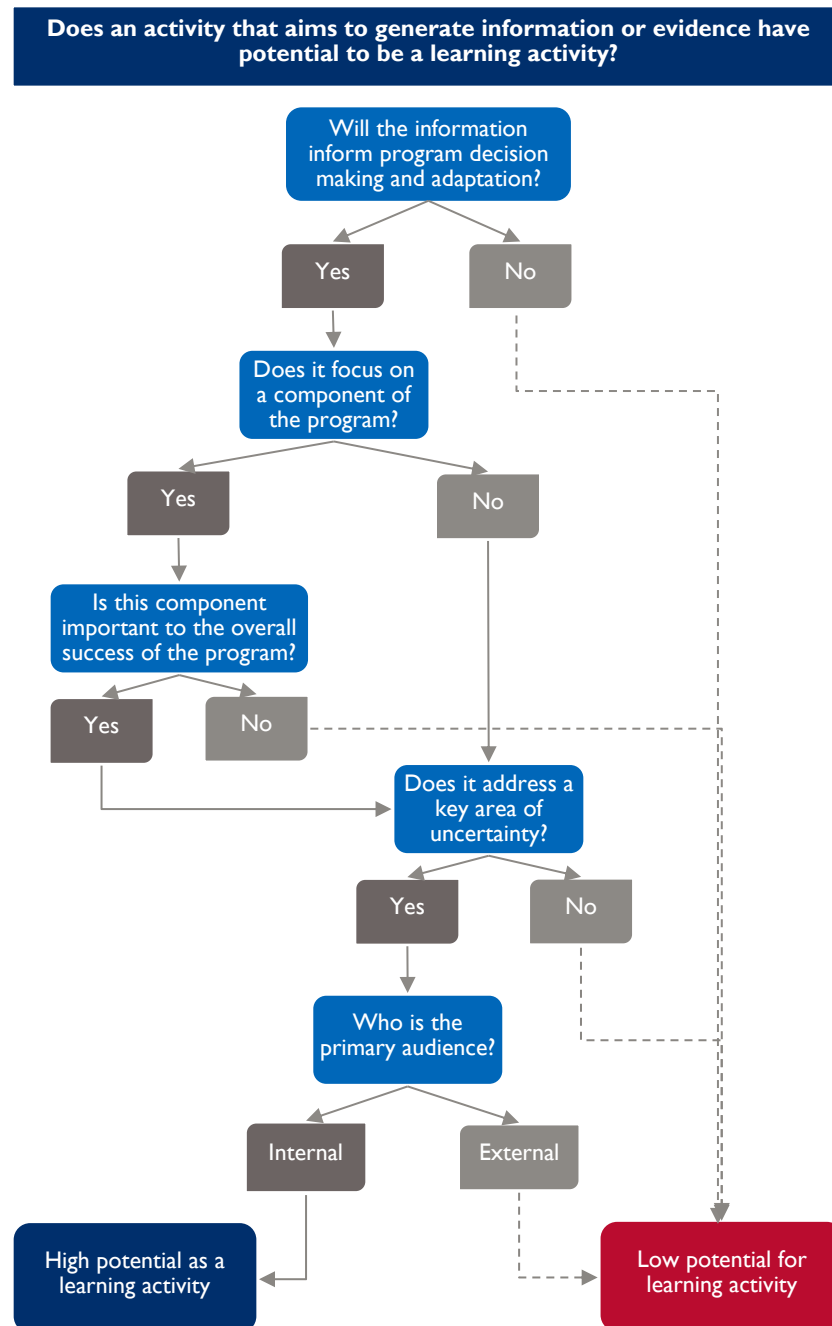 Does an activity that aims to generate information or evidence have
potential to be a learning activity?
Will the information
inform program decision
making and adaptation?
Yes
No
Does it focus on
a component of
the program?
Yes
No
Is this component
important to the overall
success of the program?
Yes
No
Does it address a
key area of
uncertainty?
Yes
No
Who is the
primary audience?
Internal
External
High potential as a
learning activity
Low potential for
learning activity